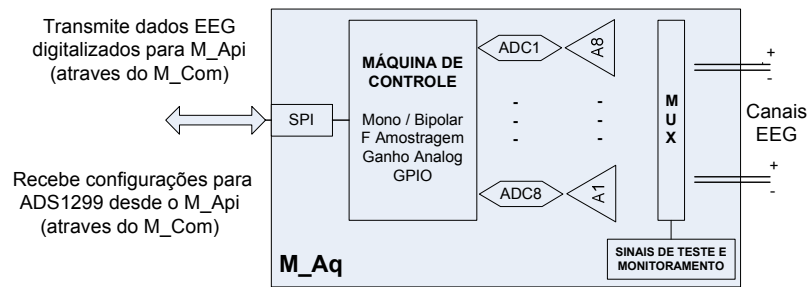 Transmite dados EEG
digitalizados para M_Api
(atraves do M_Com)
Recebe configurações para
ADS1299 desde o M_Api
(atraves do M_Com)
SPI
MÁQUINA DE
CONTROLE
Mono / Bipolar
F Amostragem
Ganho Analog
GPIO
ADC1
A8
- -
- -
- -
ADC8
A1
M
U
X
SINAIS DE TESTE E
MONITORAMENTO
+
-
Canais
EEG
+
-
M_Aq